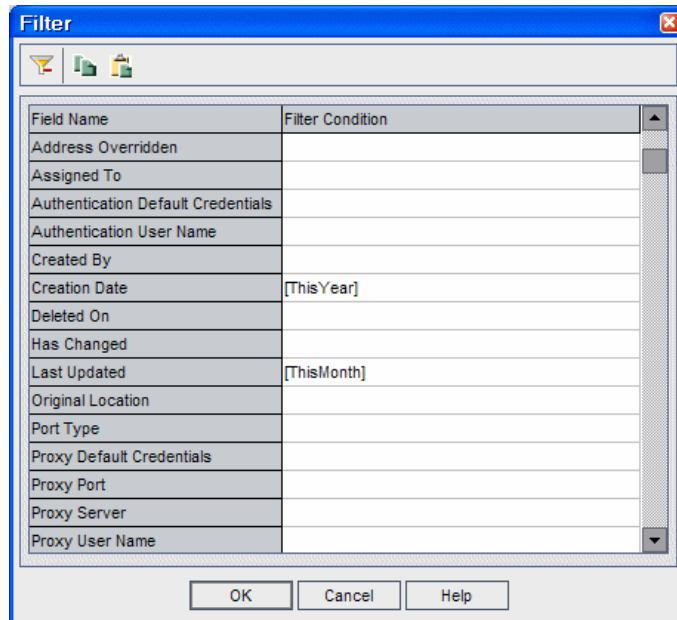 Filter
Field Name Filter Condition
Address Overridden
Assigned To
Authentication Default Credentials
Authentication User Name
Created By
Creation Date [ThisYear]
Deleted On
Has Changed
Last Updated [ThisMonth]
Original Location
Port Type
Proxy Default Credentials
Proxy Port
Proxy Server
Proxy User Name
OK Cancel Help